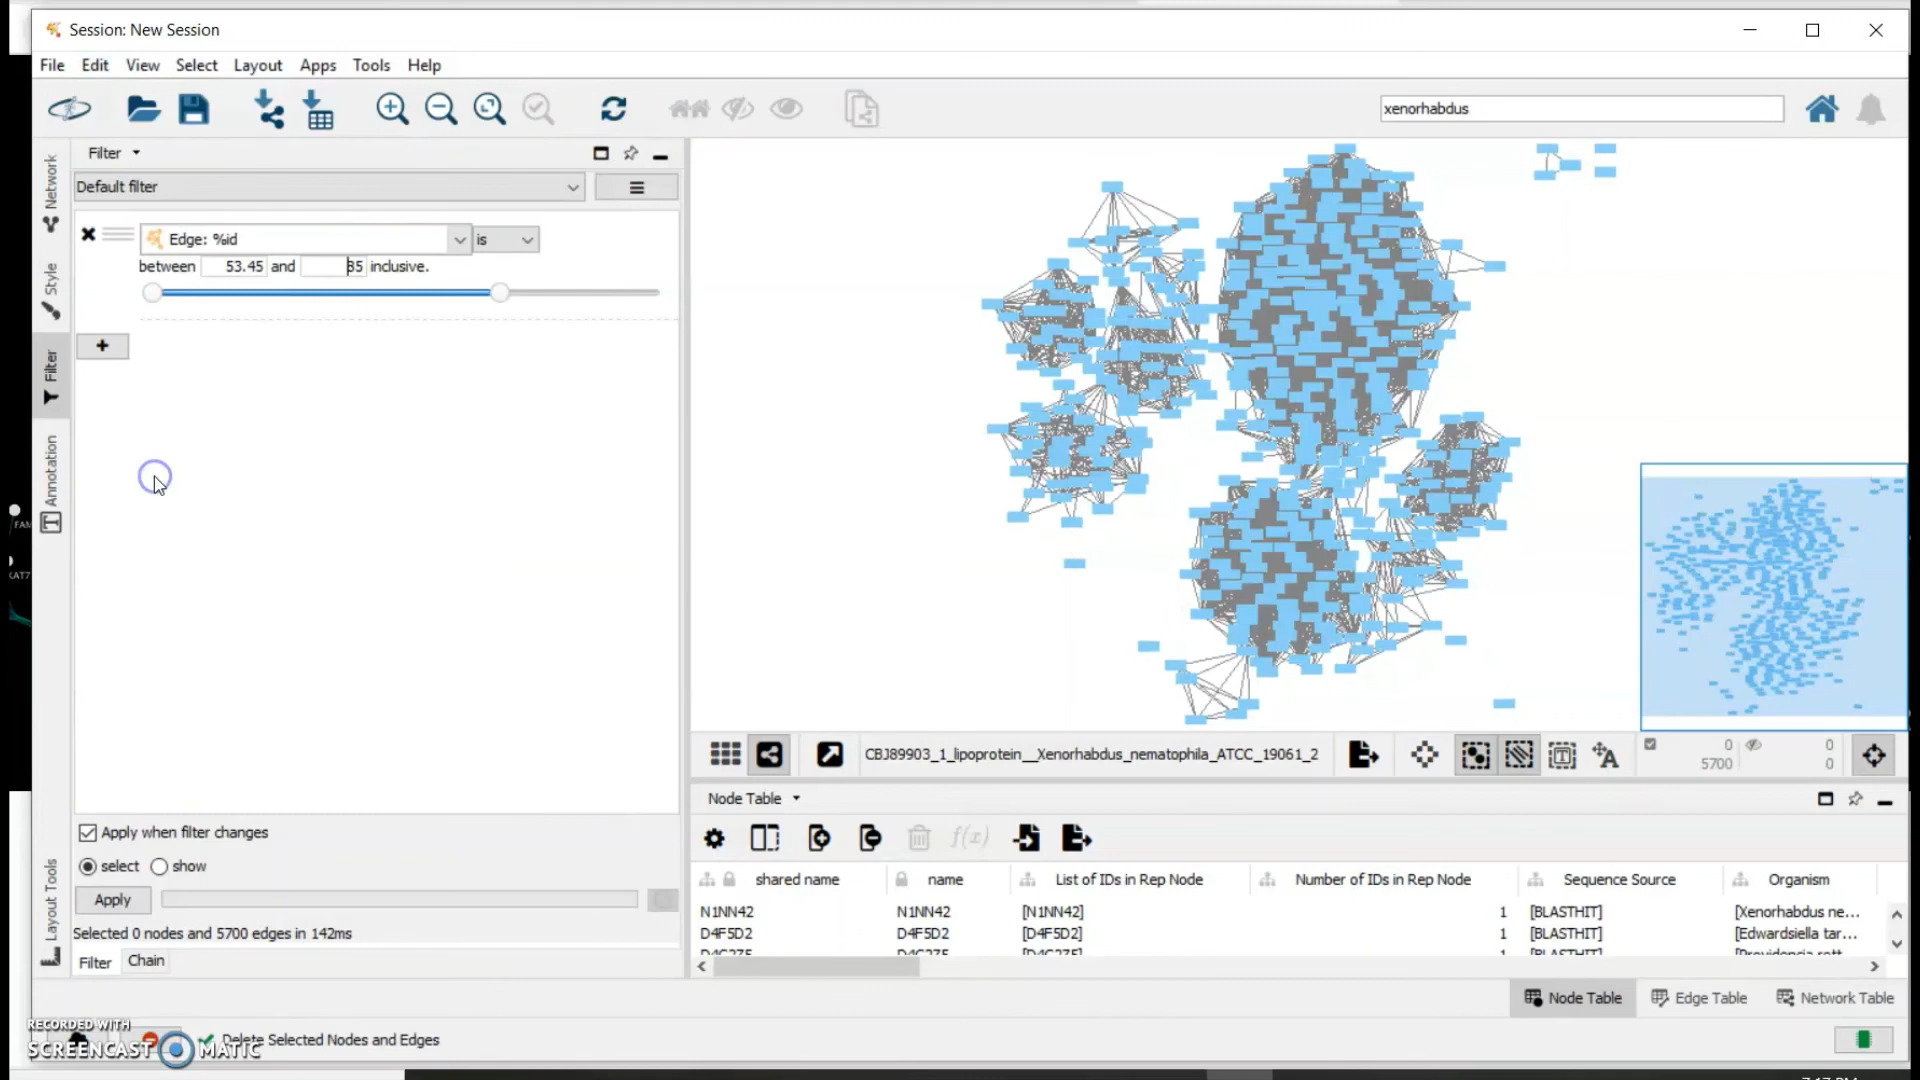 Session: New Session
File Edit View Select Layout Apps Tools Help
xenorhabdus
Network
Style
Filter
Annotation
Layout Tools
Filter
Default filter
Edge: %id is
between 53.45 and 85 inclusive.
+
Apply when filter changes
select show
Apply
Selected 0 nodes and 5700 edges in 142ms
Filter Chain
CBJ89903_1_lipoprotein__Xenorhabdus_nematophila_ATCC_19061_2
0 0
5700 0
Node Table
f(x)
shared name name List of IDs in Rep Node Number of IDs in Rep Node Sequence Source Organism
N1NN42 N1NN42 [N1NN42] 1 [BLASTHIT] [Xenorhabdus ne...
D4F5D2 D4F5D2 [D4F5D2] 1 [BLASTHIT] [Edwardsiella tar...
Node Table Edge Table Network Table
Delete Selected Nodes and Edges
RECORDED WITH
SCREENCAST MATIC
FAM
KAT7